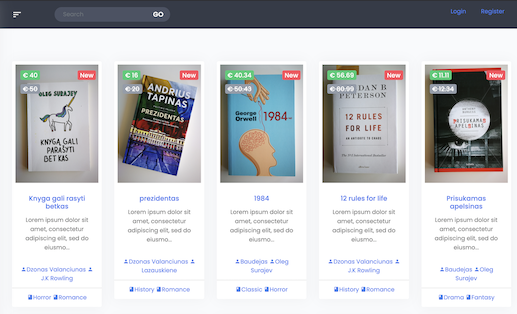 Search GO Login Register
€ 40 New € 16 New € 40.34 New € 56.69 New € 11.11 New
€ 50 € 20 € 50.43 € 80.99 € 12.34
OLEG SURAJEV
KNYGA GALI
PARAŠYTI
BET KAS
ANDRIUS
TAPINAS
PREZIDENTAS
George
Orwell
1984
DAN B
PETERSON
12 RULES
FOR LIFE
AN ANTIDOTE TO CHAOS
PRISUKAMAS
APELSINAS
Knyga gali rasyti
betkas
Lorem ipsum dolor sit
amet, consectetur
adipiscing elit, sed do
eiusmo...
Dzonas Valanciunas
J.K Rowling
Horror Romance
prezidentas
Lorem ipsum dolor sit
amet, consectetur
adipiscing elit, sed do
eiusmo...
Dzonas Valanciunas
Lazauskiene
History Romance
1984
Lorem ipsum dolor sit
amet, consectetur
adipiscing elit, sed do
eiusmo...
Baudejas Oleg
Surajev
Classic Horror
12 rules for life
Lorem ipsum dolor sit
amet, consectetur
adipiscing elit, sed do
eiusmo...
Dzonas Valanciunas
J.K Rowling
History Romance
Prisukamas
apelsinas
Lorem ipsum dolor sit
amet, consectetur
adipiscing elit, sed do
eiusmo...
Baudejas Oleg
Surajev
Drama Fantasy